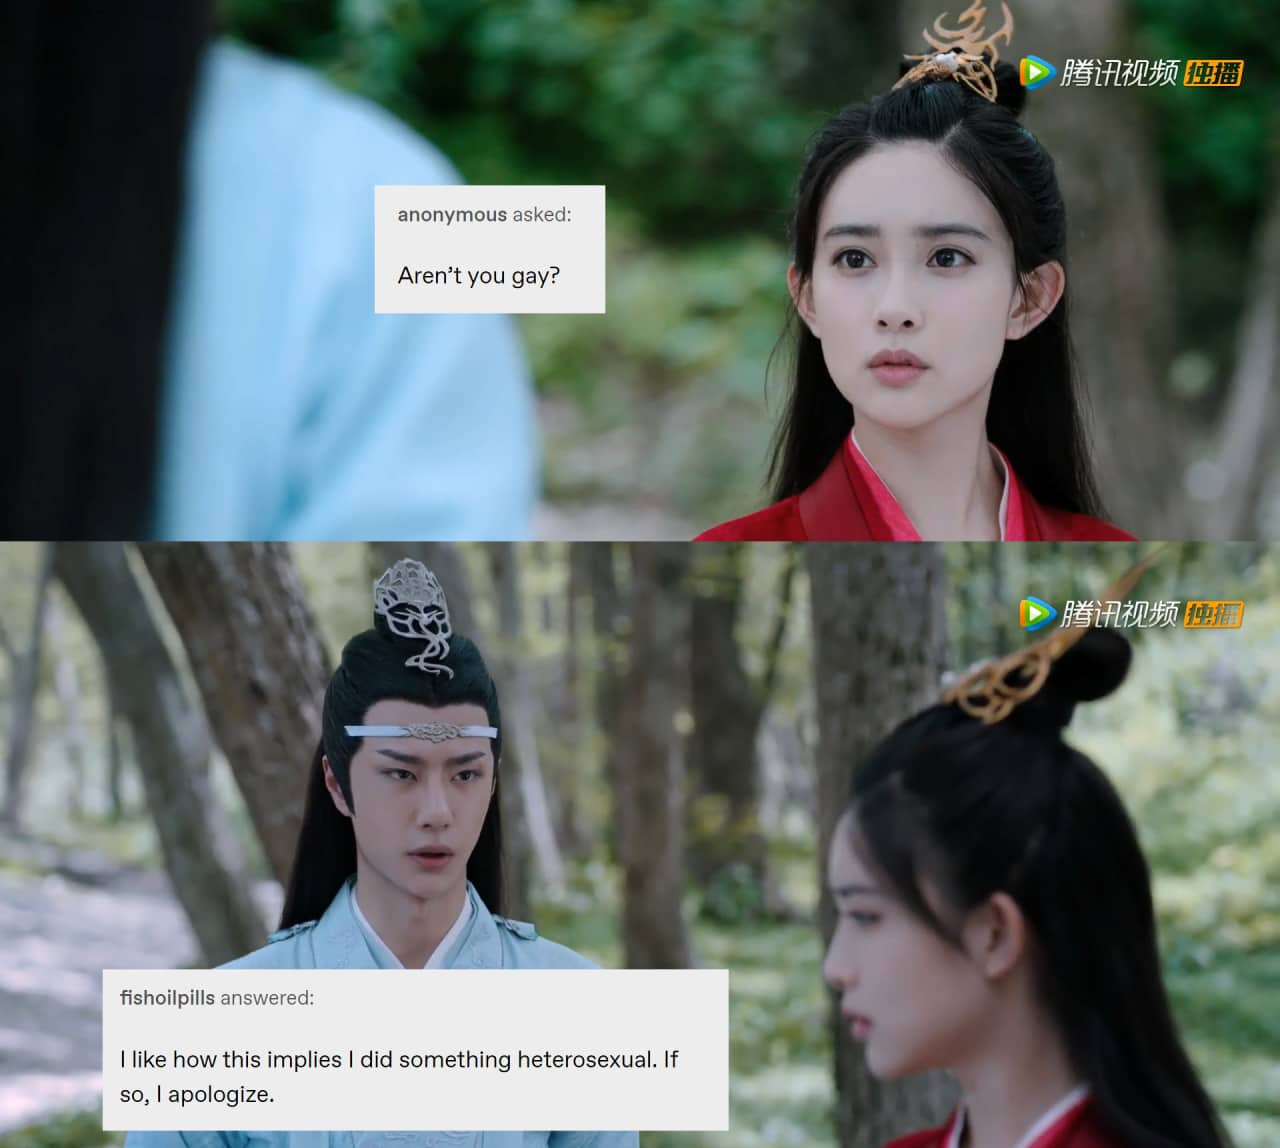 腾讯视频 独播
anonymous asked:
Aren’t you gay?
腾讯视频 独播
fishoilpills answered:
I like how this implies I did something heterosexual. If
so, I apologize.